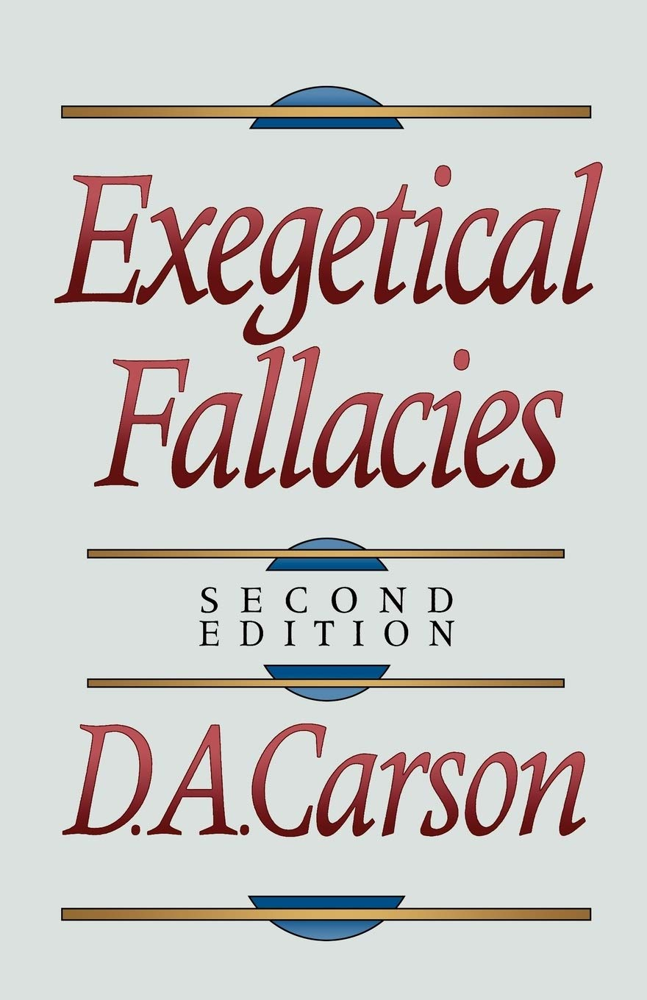 Exegetical
Fallacies
SECOND
EDITION
D.A.Carson